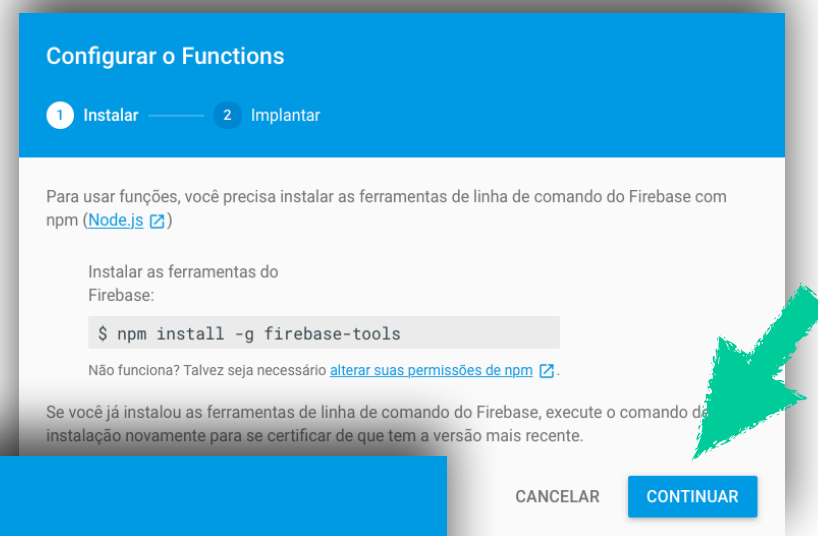 Configurar o Functions
1 Instalar 2 Implantar
Para usar funções, você precisa instalar as ferramentas de linha de comando do Firebase com
npm (Node.js)
Instalar as ferramentas do
Firebase:
$ npm install -g firebase-tools
Não funciona? Talvez seja necessário alterar suas permissões de npm.
Se você já instalou as ferramentas de linha de comando do Firebase, execute o comando de
instalação novamente para se certificar de que tem a versão mais recente.
CANCELAR CONTINUAR